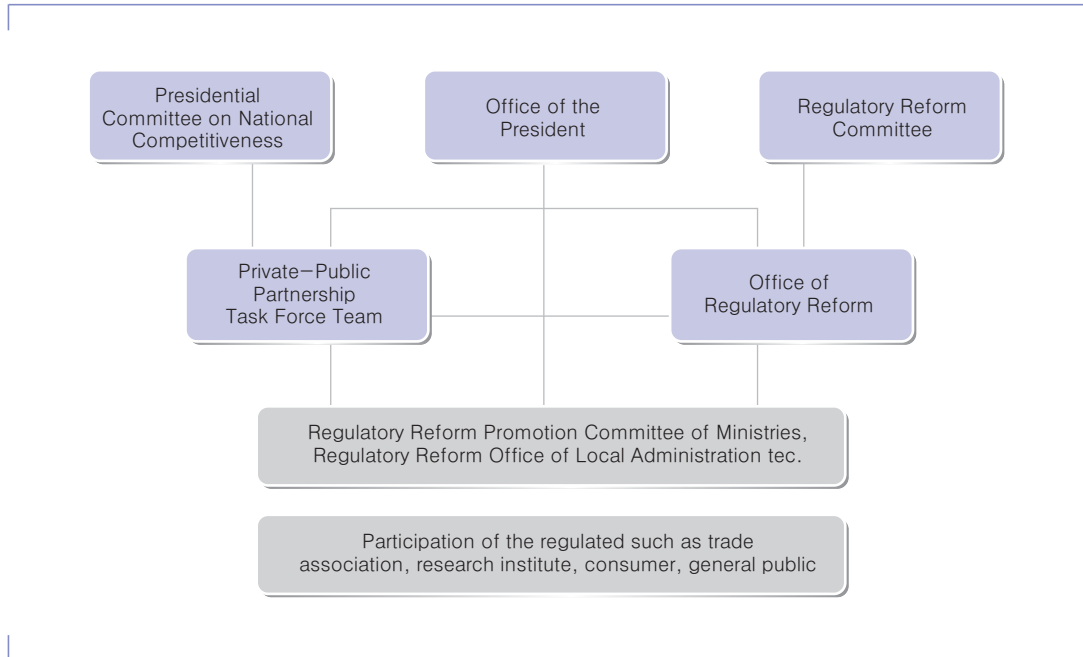 Presidential
Committee on National
Competitiveness
Office of the
President
Regulatory Reform
Committee
Private-Public
Partnership
Task Force Team
Office of
Regulatory Reform
Regulatory Reform Promotion Committee of Ministries,
Regulatory Reform Office of Local Administration tec.
Participation of the regulated such as trade
association, research institute, consumer, general public